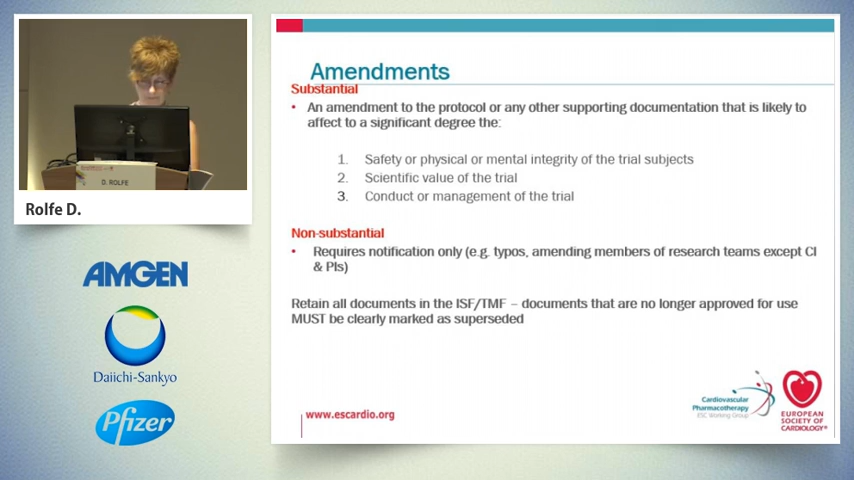 Amendments
Substantial
• An amendment to the protocol or any other supporting documentation that is likely to
affect to a significant degree the:
1. Safety or physical or mental integrity of the trial subjects
2. Scientific value of the trial
3. Conduct or management of the trial
Non-substantial
• Requires notification only (e.g. typos, amending members of research teams except CI
& PIs)
Retain all documents in the ISF/TMF – documents that are no longer approved for use
MUST be clearly marked as superseded
www.escardio.org
Cardiovascular
Pharmacotherapy
ESC Working Group
EUROPEAN
SOCIETY OF
CARDIOLOGY®
D. ROLFE
Rolfe D.
AMGEN
Daiichi-Sankyo
Pfizer